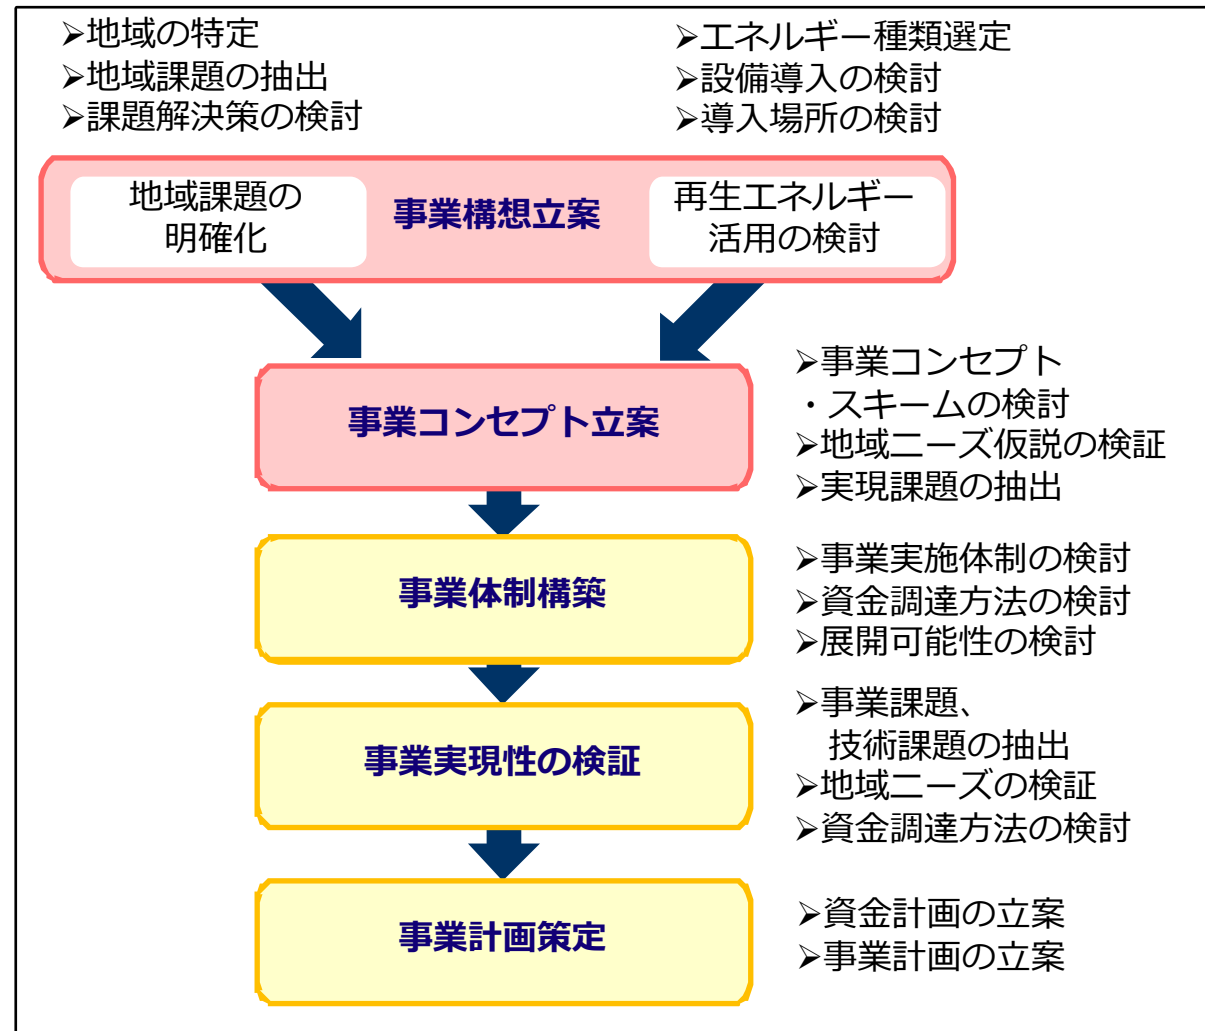 ➢地域の特定
➢地域課題の抽出
➢課題解決策の検討
➢エネルギー種類選定
➢設備導入の検討
➢導入場所の検討
地域課題の
明確化
事業構想立案
再生エネルギー
活用の検討
事業コンセプト立案
➢事業コンセプト
・スキームの検討
➢地域ニーズ仮説の検証
➢実現課題の抽出
事業体制構築
➢事業実施体制の検討
➢資金調達方法の検討
➢展開可能性の検討
事業実現性の検証
➢事業課題、
技術課題の抽出
➢地域ニーズの検証
➢資金調達方法の検討
事業計画策定
➢資金計画の立案
➢事業計画の立案